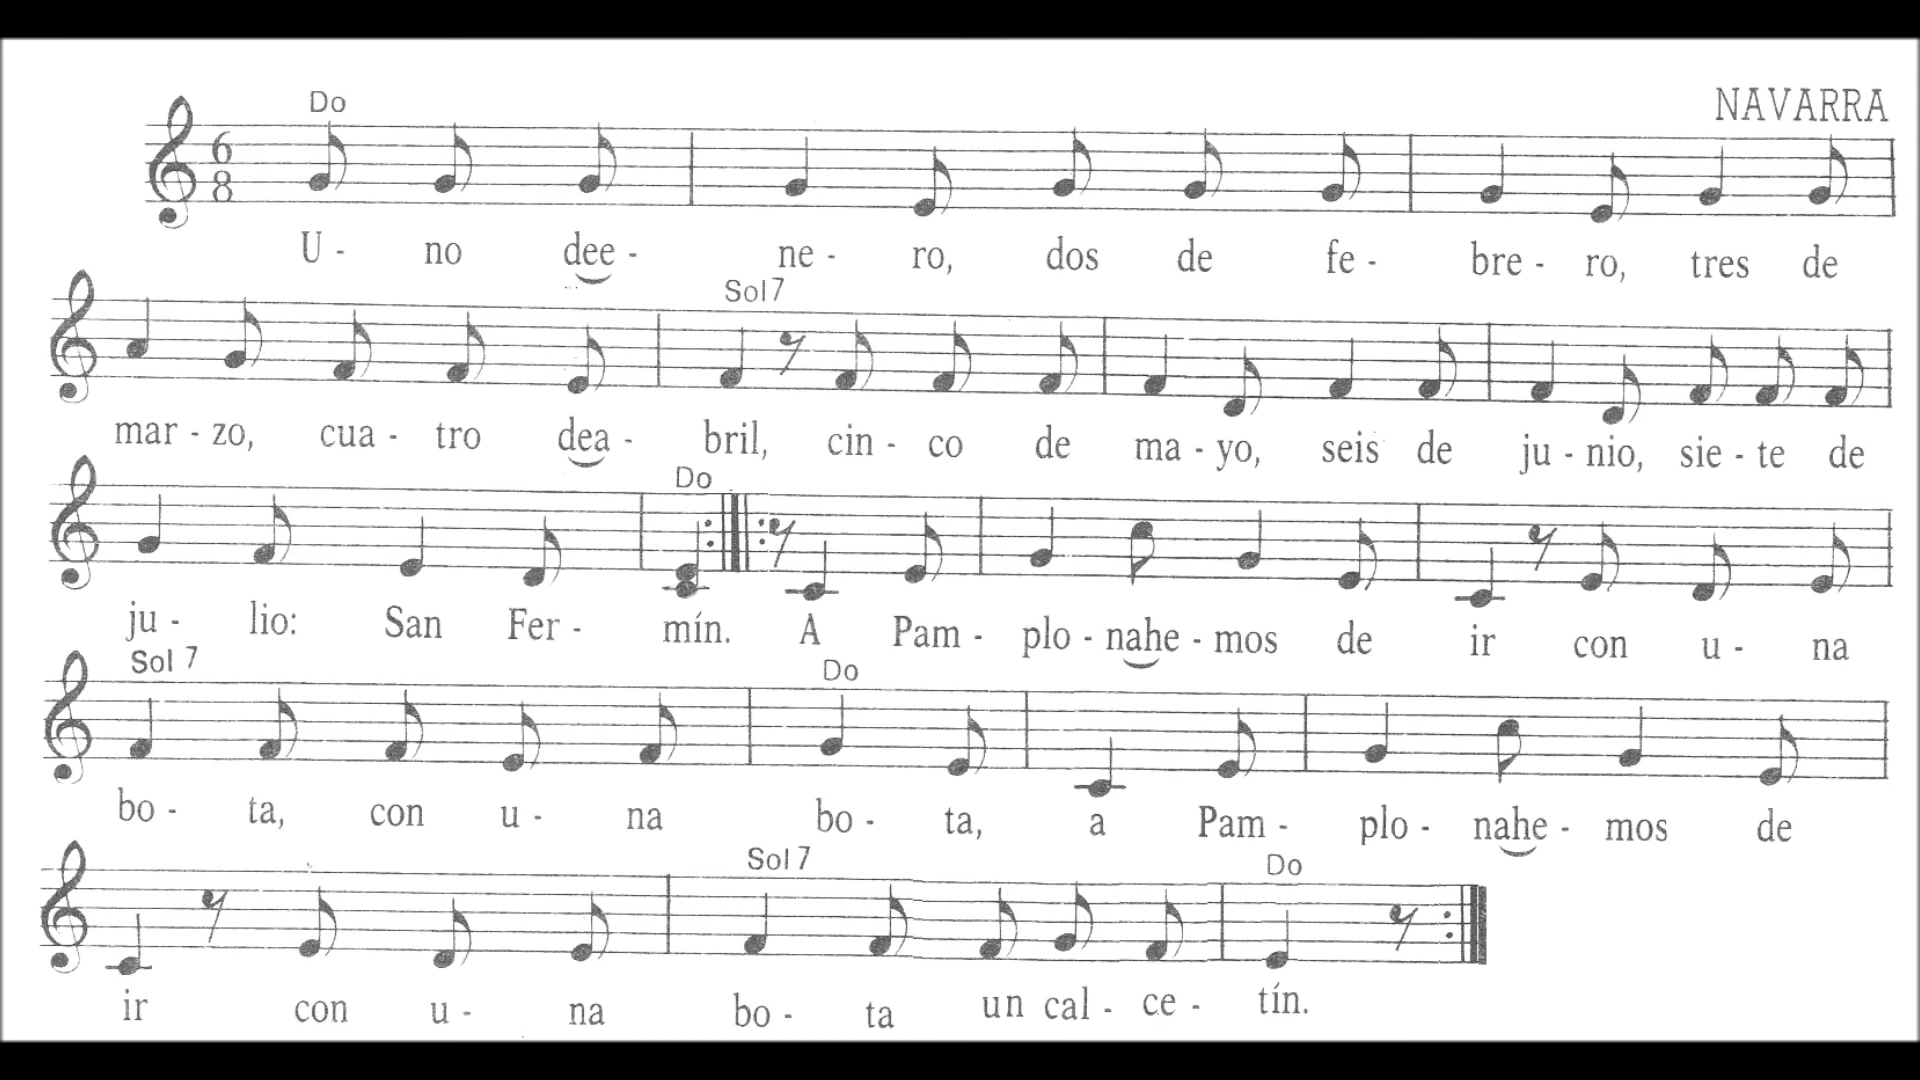 NAVARRA
Do
6
8
U - no dee - ne - ro, dos de fe - bre - ro, tres de
Sol7
mar - zo, cua - tro dea - bril, cin - co de ma - yo, seis de ju - nio, sie - te de
Do
ju - lio: San Fer - mín. A Pam - plo - nahe - mos de ir con u - na
Sol 7 Do
bo - ta, con u - na bo - ta, a Pam - plo - nahe - mos de
Sol7 Do
ir con u - na bo - ta un cal - ce - tín.